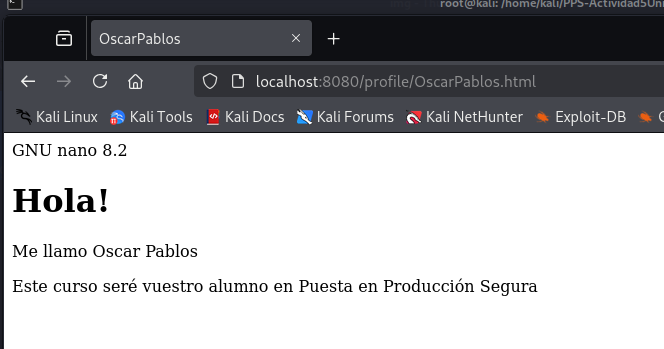 root@kali: /home/kali/PPS-Actividad5Uni
OscarPablos
localhost:8080/profile/OscarPablos.html
Kali Linux Kali Tools Kali Docs Kali Forums Kali NetHunter Exploit-DB
GNU nano 8.2
Hola!
Me llamo Oscar Pablos
Este curso seré vuestro alumno en Puesta en Producción Segura